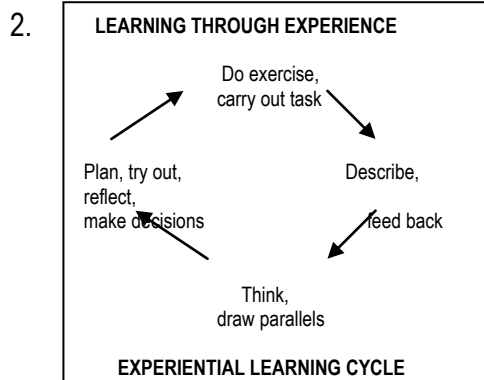 2.
LEARNING THROUGH EXPERIENCE
Do exercise,
carry out task
Plan, try out,
reflect,
make decisions
Describe,
feed back
Think,
draw parallels
EXPERIENTIAL LEARNING CYCLE